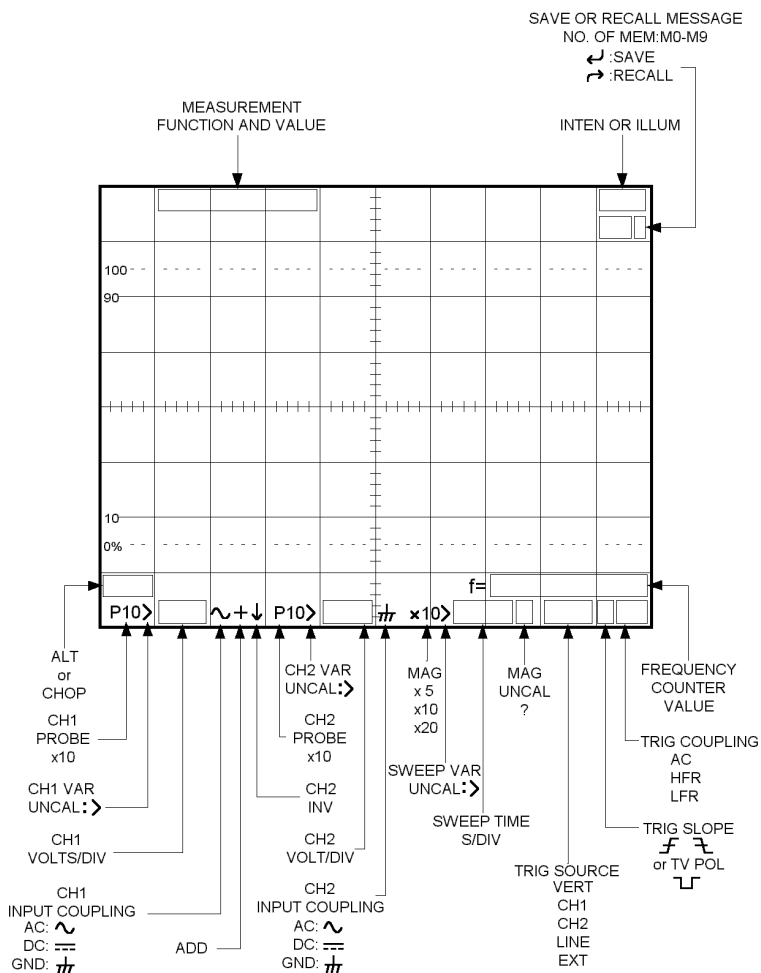 SAVE OR RECALL MESSAGE
NO. OF MEM:M0-M9
:SAVE
:RECALL
MEASUREMENT
FUNCTION AND VALUE
INTEN OR ILLUM
100
90
10
0%
f=
P10
P10
×10
ALT
or
CHOP
CH1
PROBE
x10
CH1 VAR
UNCAL:
CH1
VOLTS/DIV
CH1
INPUT COUPLING
AC:
DC:
GND:
ADD
CH2 VAR
UNCAL:
CH2
PROBE
x10
CH2
INV
CH2
VOLT/DIV
CH2
INPUT COUPLING
AC:
DC:
GND:
MAG
x 5
x10
x20
SWEEP VAR
UNCAL:
SWEEP TIME
S/DIV
MAG
UNCAL
?
TRIG SOURCE
VERT
CH1
CH2
LINE
EXT
FREQUENCY
COUNTER
VALUE
TRIG COUPLING
AC
HFR
LFR
TRIG SLOPE
or TV POL